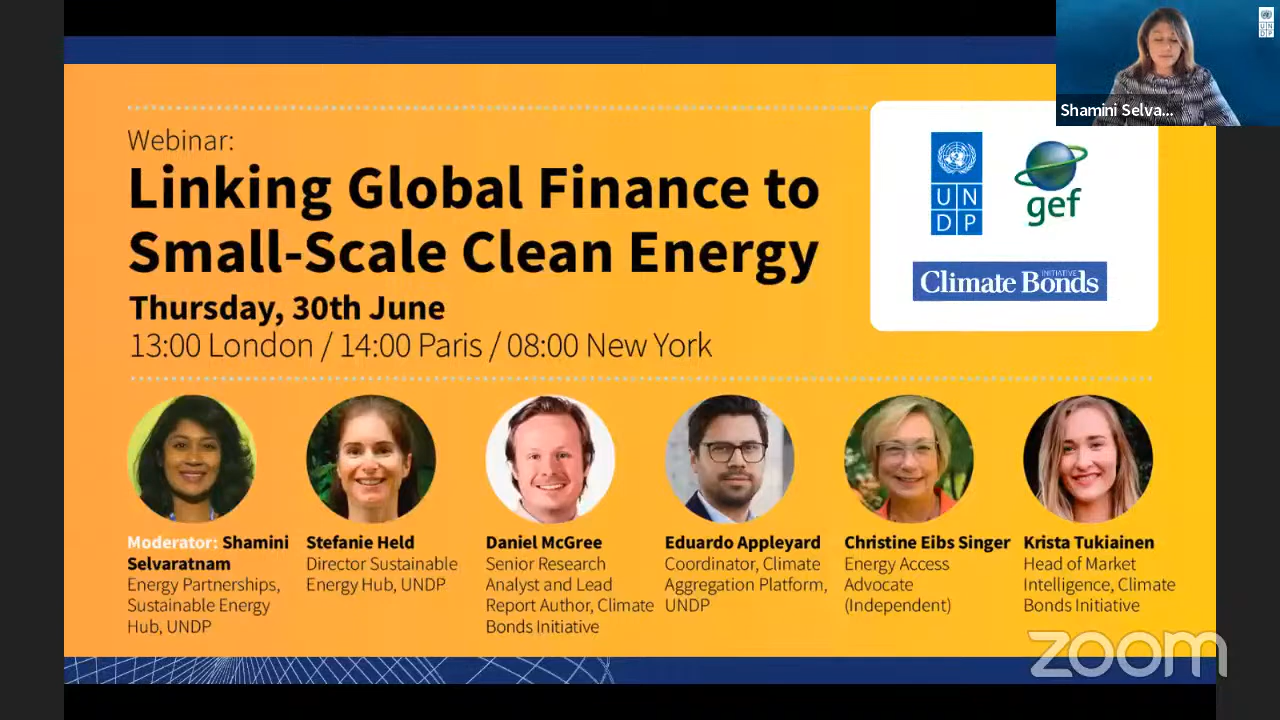 Shamini Selva...
UN
DP
Webinar:
Linking Global Finance to
Small-Scale Clean Energy
Thursday, 30th June
13:00 London / 14:00 Paris / 08:00 New York
U N
D P
gef
Climate Bonds
INITIATIVE
Moderator: Shamini
Selvaratnam
Energy Partnerships,
Sustainable Energy
Hub, UNDP
Stefanie Held
Director Sustainable
Energy Hub, UNDP
Daniel McGree
Senior Research
Analyst and Lead
Report Author, Climate
Bonds Initiative
Eduardo Appleyard
Coordinator, Climate
Aggregation Platform,
UNDP
Christine Eibs Singer
Energy Access
Advocate
(Independent)
Krista Tukiainen
Head of Market
Intelligence, Climate
Bonds Initiative
zoom